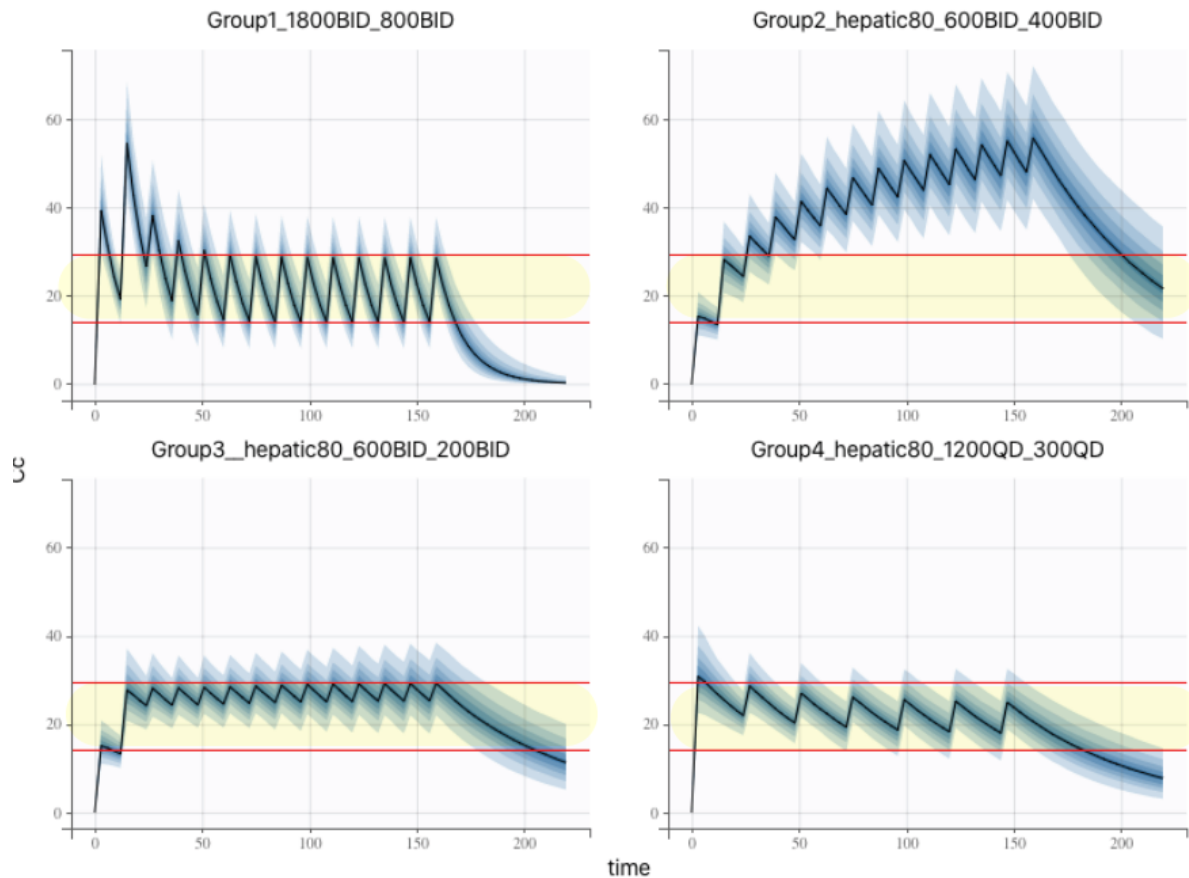 Group1_1800BID_800BID
Group2_hepatic80_600BID_400BID
60
40
20
0
0 50 100 150 200
60
40
20
0
0 50 100 150 200
Group3__hepatic80_600BID_200BID
Group4_hepatic80_1200QD_300QD
Cc
60
40
20
0
0 50 100 150 200
60
40
20
0
0 50 100 150 200
time